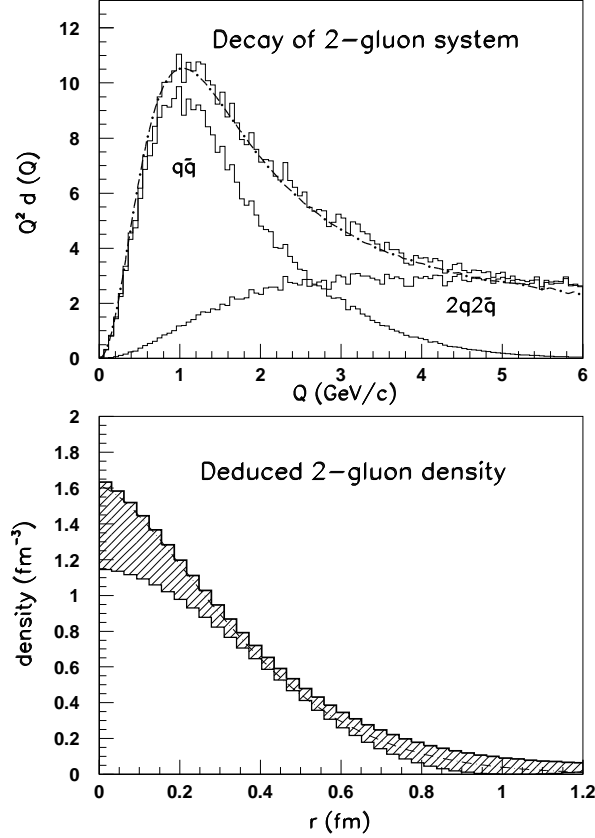 Decay of 2-gluon system
Q² d (Q)
12
10
8
6
4
2
0
qq̄
2q2q̄
0 1 2 3 4 5 6
Q (GeV/c)
Deduced 2-gluon density
density (fm⁻³)
2
1.8
1.6
1.4
1.2
1
0.8
0.6
0.4
0.2
0
0 0.2 0.4 0.6 0.8 1 1.2
r (fm)